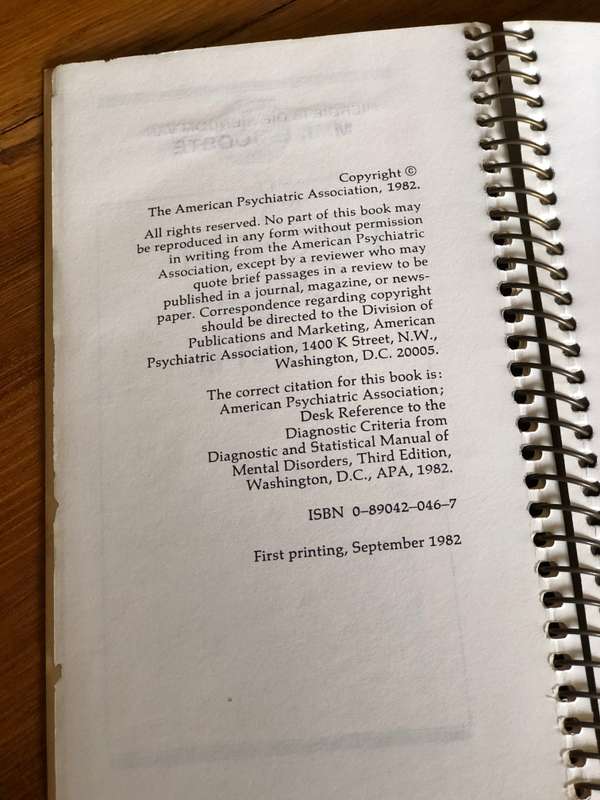 Copyright ©
The American Psychiatric Association, 1982.
All rights reserved. No part of this book may
be reproduced in any form without permission
in writing from the American Psychiatric
Association, except by a reviewer who may
quote brief passages in a review to be
published in a journal, magazine, or news-
paper. Correspondence regarding copyright
should be directed to the Division of
Publications and Marketing, American
Psychiatric Association, 1400 K Street, N.W.,
Washington, D.C. 20005.
The correct citation for this book is:
American Psychiatric Association;
Desk Reference to the
Diagnostic Criteria from
Diagnostic and Statistical Manual of
Mental Disorders, Third Edition,
Washington, D.C., APA, 1982.
ISBN 0–89042–046–7
First printing, September 1982